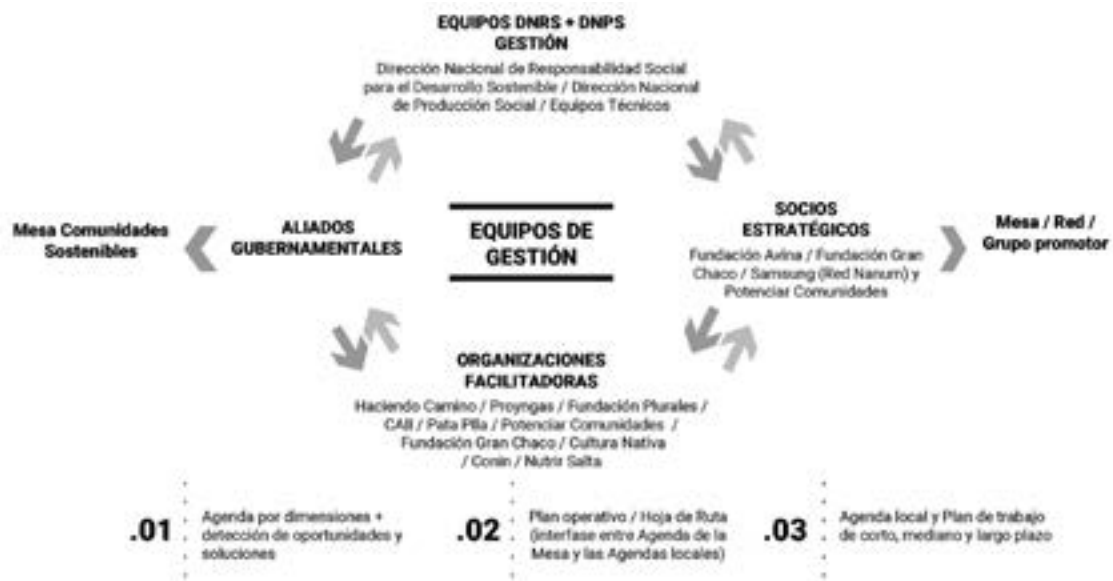 EQUIPOS DNRS + DNPS
GESTIÓN
Dirección Nacional de Responsabilidad Social
para el Desarrollo Sostenible / Dirección Nacional
de Producción Social / Equipos Técnicos
Mesa Comunidades
Sostenibles
ALIADOS
GUBERNAMENTALES
EQUIPOS DE
GESTIÓN
SOCIOS
ESTRATÉGICOS
Fundación Avina / Fundación Gran
Chaco / Samsung (Red Nanum) y
Potenciar Comunidades
Mesa / Red /
Grupo promotor
ORGANIZACIONES
FACILITADORAS
Haciendo Camino / Proyngas / Fundación Plurales /
/ Pata Pila / Potenciar Comunidades /
Fundación Gran Chaco / Cultura Nativa
/ Conin / Nutrir Salta
.01
Agenda por dimensiones +
detección de oportunidades y
soluciones
.02
Plan operativo / Hoja de Ruta
(interfase entre Agenda de la
Mesa y las Agendas locales)
.03
Agenda local y Plan de trabajo
de corto, mediano y largo plazo